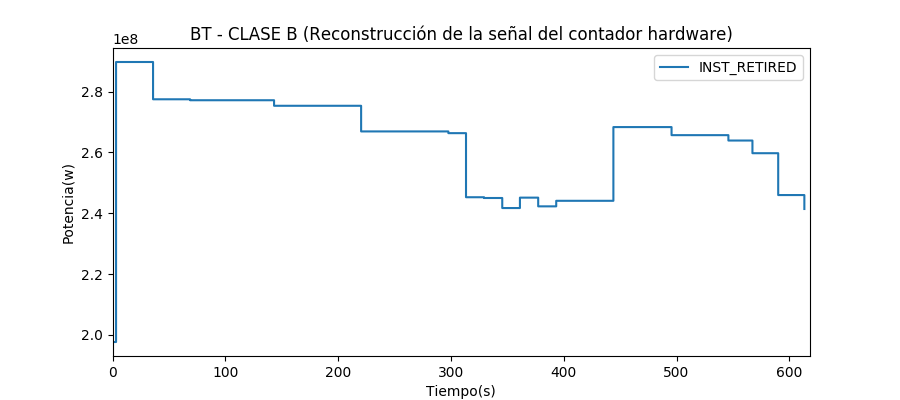 BT - CLASE B (Reconstrucción de la señal del contador hardware)
1e8
INST_RETIRED
2.8
2.6
2.4
2.2
2.0
Potencia(w)
0 100 200 300 400 500 600
Tiempo(s)